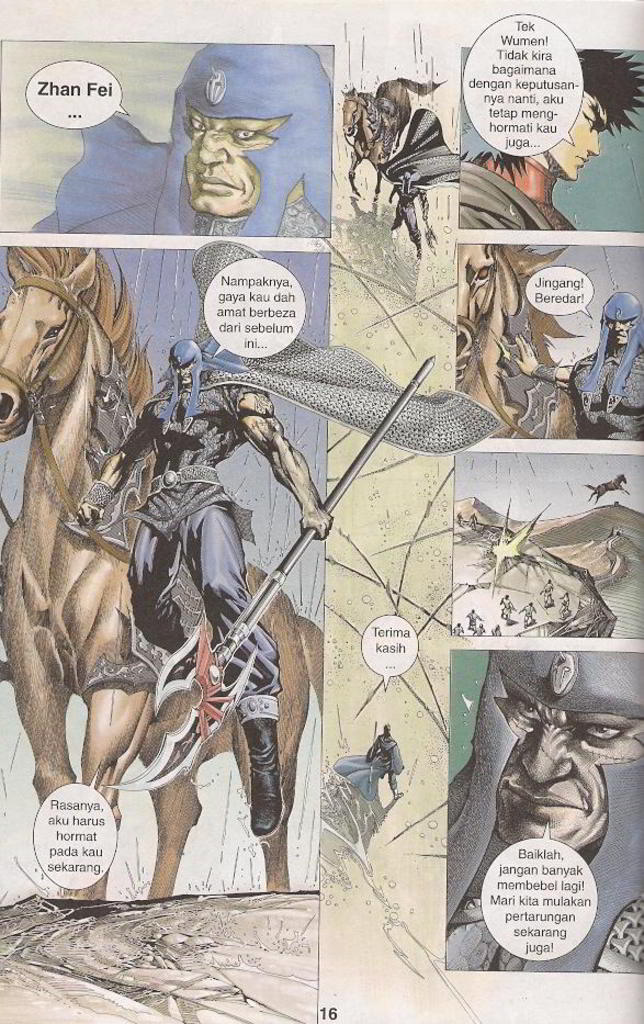 Zhan Fei
...
Tek
Wumen!
Tidak kira
bagaimana
dengan keputusan-
nya nanti, aku
tetap meng-
hormati kau
juga...
Nampaknya,
gaya kau dah
amat berbeza
dari sebelum
ini...
Rasanya,
aku harus
hormat
pada kau
sekarang.
Jingang!
Beredar!
Terima
kasih
...
Baiklah,
jangan banyak
membebel lagi!
Mari kita mulakan
pertarungan
sekarang
juga!
16